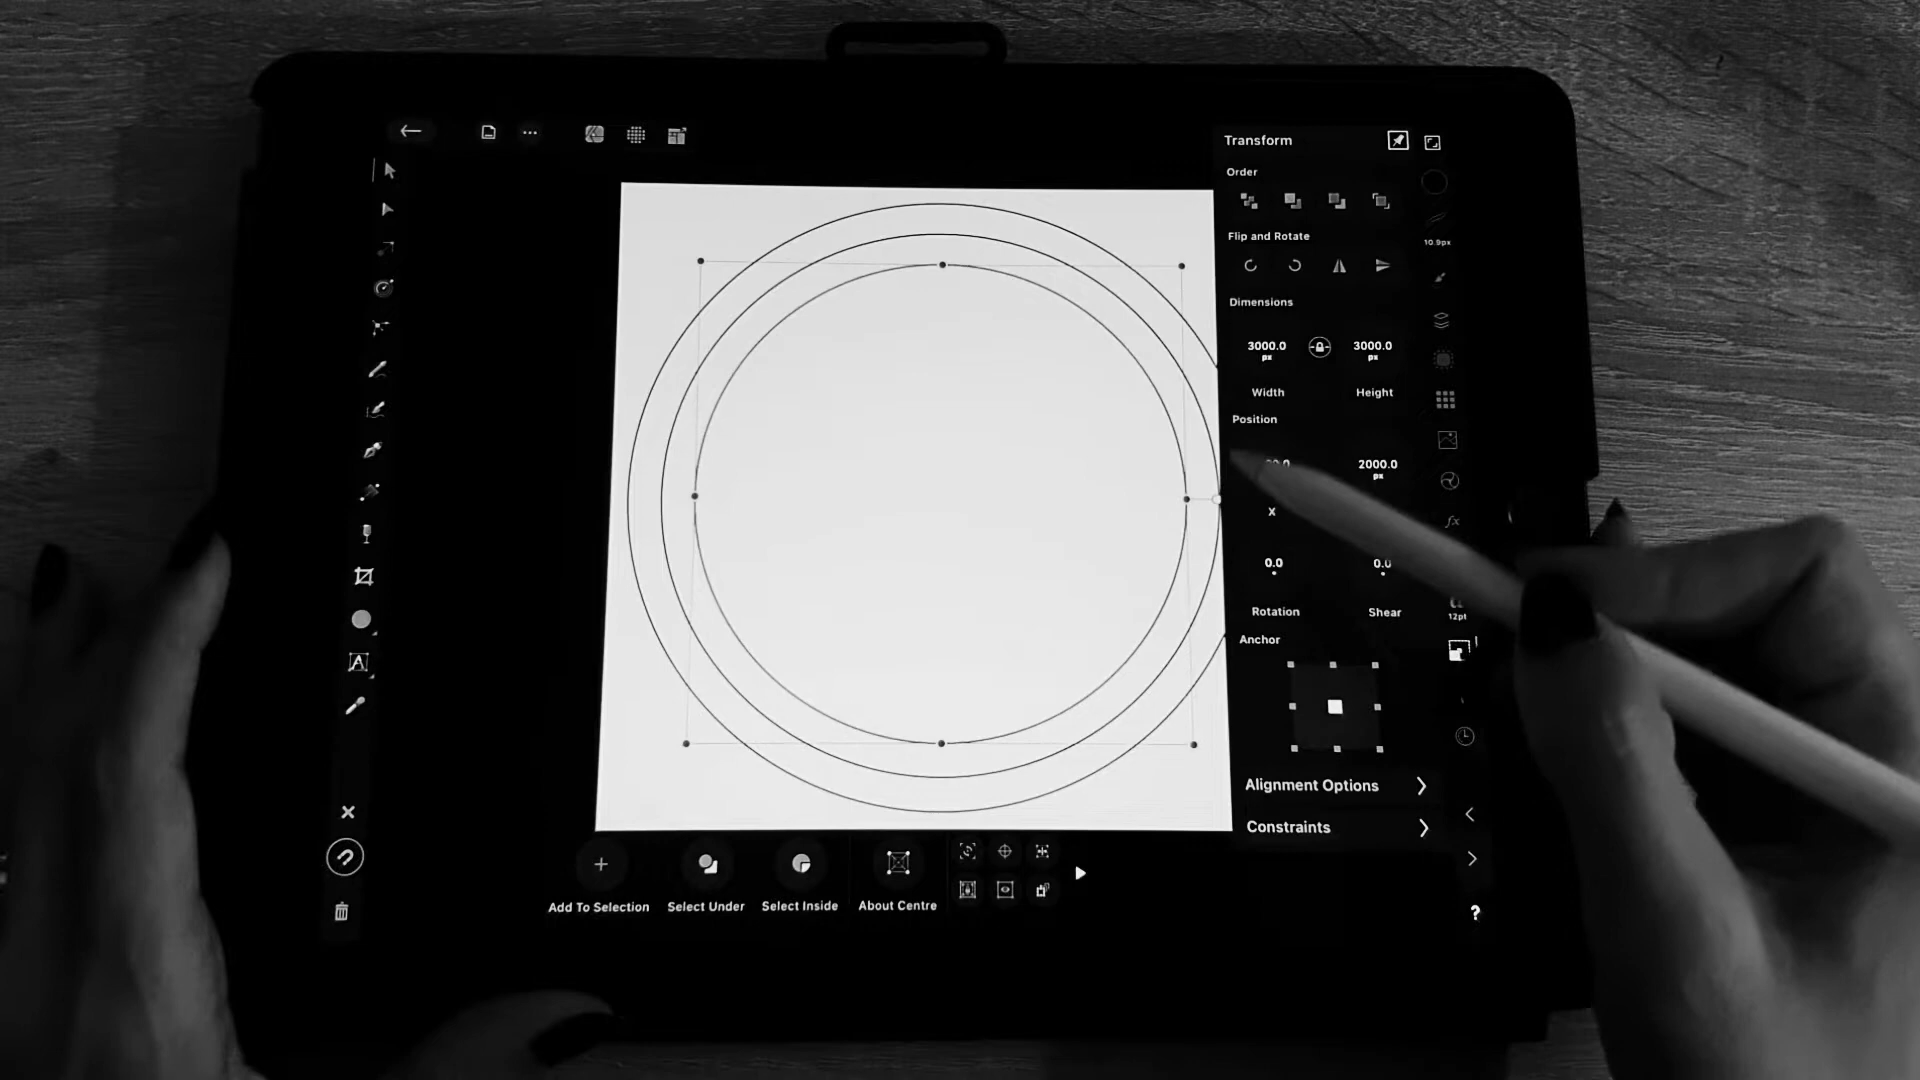 Transform
Order
10.9px
Flip and Rotate
Dimensions
3000.0 px
3000.0 px
Width
Height
Position
2000.0 px
X
0.0
0.0
Rotation
Shear
12pt
Anchor
Alignment Options
Constraints
Add To Selection
Select Under
Select Inside
About Centre
fx
A
?